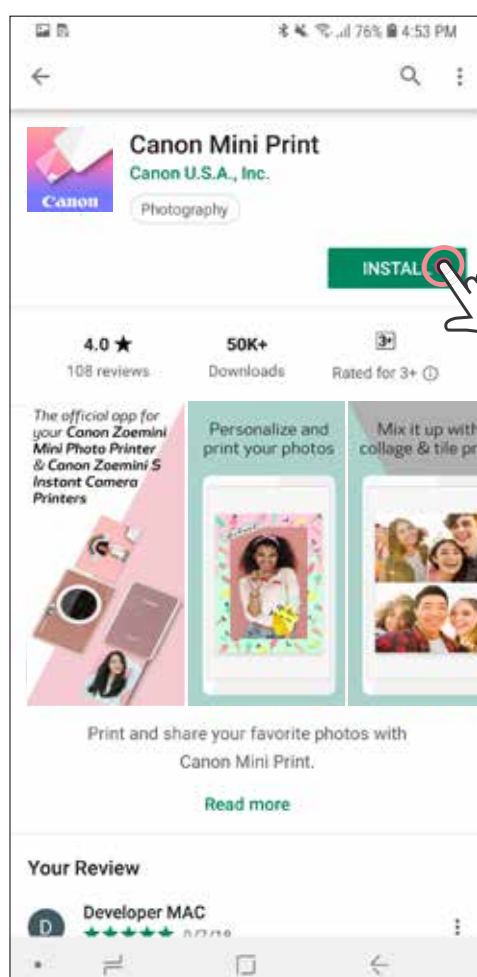 76% 4:53 PM
Canon Mini Print
Canon U.S.A., Inc.
Canon
Photography
INSTALL
4.0 ★ 50K+ 3+
108 reviews Downloads Rated for 3+
The official app for
your Canon Zoemini
Mini Photo Printer
& Canon Zoemini S
Instant Camera
Printers
Personalize and
print your photos
Mix it up with
collage & tile
Print and share your favorite photos with
Canon Mini Print.
Read more
Your Review
D
Developer MAC